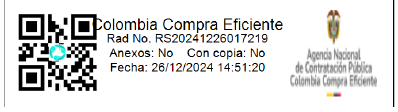 Colombia Compra Eficiente
Rad No. RS20241226017219
Anexos: No Con copia: No
Fecha: 26/12/2024 14:51:20
Agencia Nacional
de Contratación Pública
Colombia Compra Eficiente